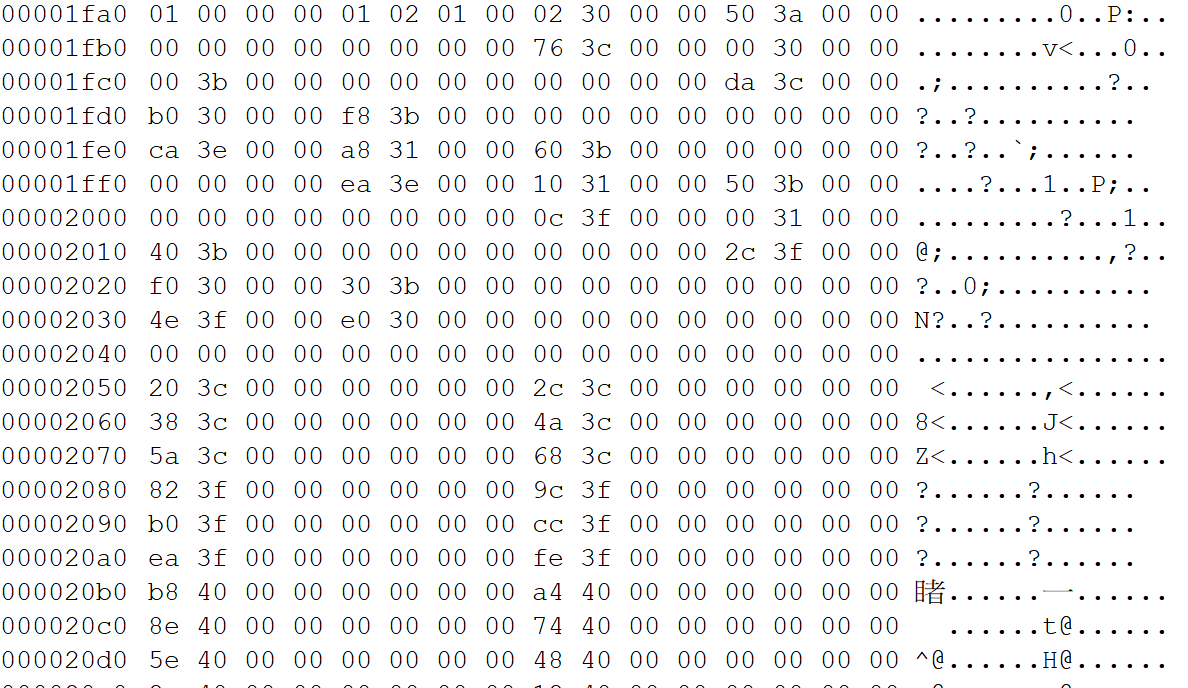 00001fa0 01 00 00 00 01 02 01 00 02 30 00 00 50 3a 00 00 .........0..P:..
00001fb0 00 00 00 00 00 00 00 00 76 3c 00 00 00 30 00 00 ........v<...0..
00001fc0 00 3b 00 00 00 00 00 00 00 00 00 00 da 3c 00 00 .;..........?..
00001fd0 b0 30 00 00 f8 3b 00 00 00 00 00 00 00 00 00 00 ?..?..........
00001fe0 ca 3e 00 00 a8 31 00 00 60 3b 00 00 00 00 00 00 ?..?..`;......
00001ff0 00 00 00 00 ea 3e 00 00 10 31 00 00 50 3b 00 00 ....?...1..P;..
00002000 00 00 00 00 00 00 00 00 0c 3f 00 00 00 31 00 00 .........?...1..
00002010 40 3b 00 00 00 00 00 00 00 00 00 00 2c 3f 00 00 @;..........,?..
00002020 f0 30 00 00 30 3b 00 00 00 00 00 00 00 00 00 00 ?..0;..........
00002030 4e 3f 00 00 e0 30 00 00 00 00 00 00 00 00 00 00 N?..?..........
00002040 00 00 00 00 00 00 00 00 00 00 00 00 00 00 00 00 ................
00002050 20 3c 00 00 00 00 00 00 2c 3c 00 00 00 00 00 00  <......,<......
00002060 38 3c 00 00 00 00 00 00 4a 3c 00 00 00 00 00 00 8<......J<......
00002070 5a 3c 00 00 00 00 00 00 68 3c 00 00 00 00 00 00 Z<......h<......
00002080 82 3f 00 00 00 00 00 00 9c 3f 00 00 00 00 00 00 ?......?......
00002090 b0 3f 00 00 00 00 00 00 cc 3f 00 00 00 00 00 00 ?......?......
000020a0 ea 3f 00 00 00 00 00 00 fe 3f 00 00 00 00 00 00 ?......?......
000020b0 b8 40 00 00 00 00 00 00 a4 40 00 00 00 00 00 00 睹......一......
000020c0 8e 40 00 00 00 00 00 00 74 40 00 00 00 00 00 00   ......t@......
000020d0 5e 40 00 00 00 00 00 00 48 40 00 00 00 00 00 00 ^@......H@......